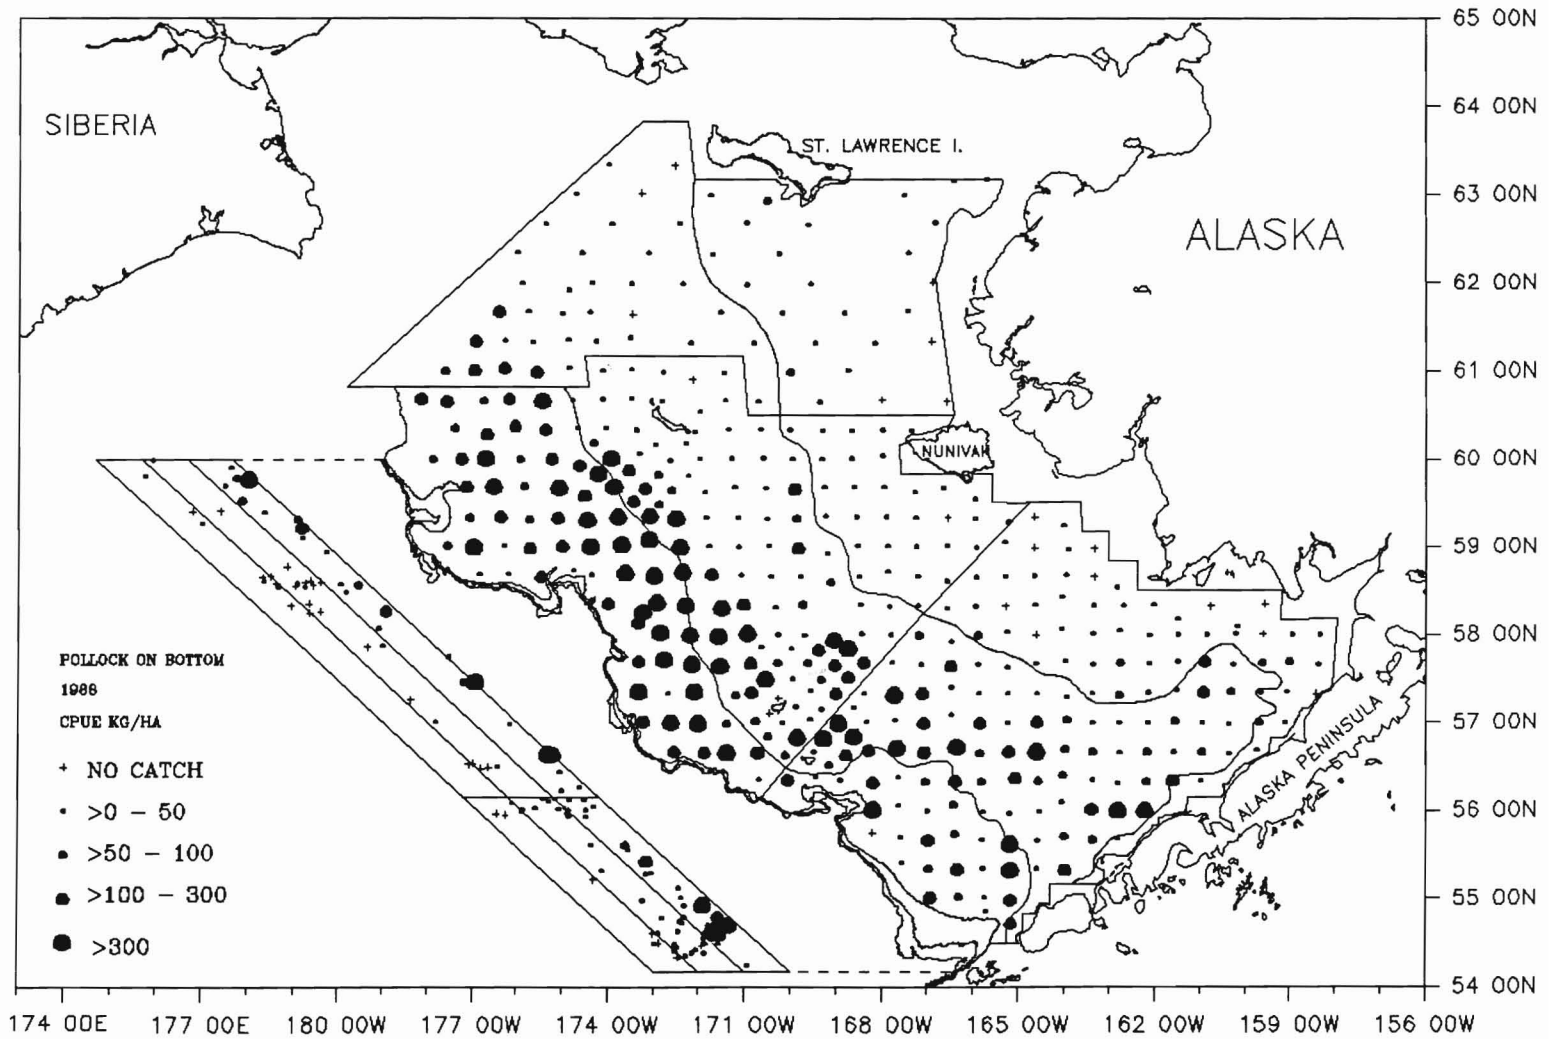 65 00N
64 00N
63 00N
62 00N
61 00N
60 00N
59 00N
58 00N
57 00N
56 00N
55 00N
54 00N
SIBERIA
ST. LAWRENCE I.
ALASKA
NUNIVAK
ALASKA PENINSULA
POLLOCK ON BOTTOM
1988
CPUE KG/HA
+ NO CATCH
>0 – 50
>50 – 100
>100 – 300
>300
174 00E 177 00E 180 00W 177 00W 174 00W 171 00W 168 00W 165 00W 162 00W 159 00W 156 00W